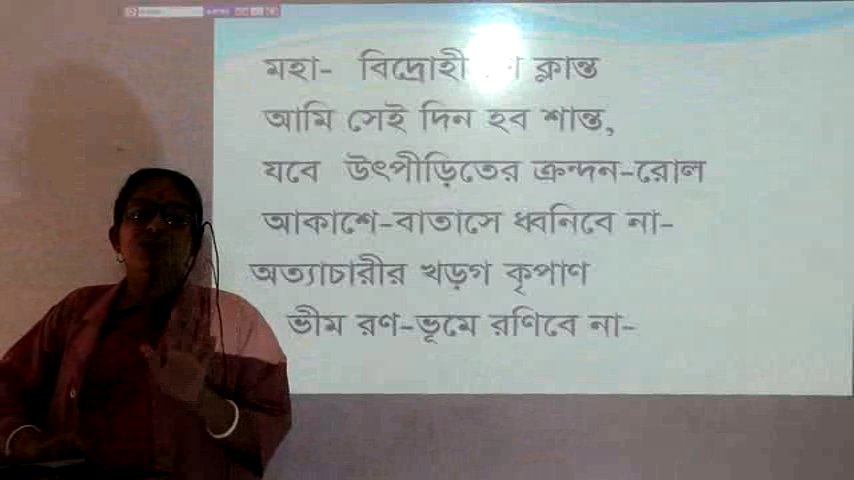 মহা- বিদ্রোহী ক্লান্ত
আমি সেই দিন হব শান্ত,
যবে উৎপীড়িতের ক্রন্দন-রোল
আকাশে-বাতাসে ধ্বনিবে না-
অত্যাচারীর খড়গ কৃপাণ
ভীম রণ-ভূমে রণিবে না-